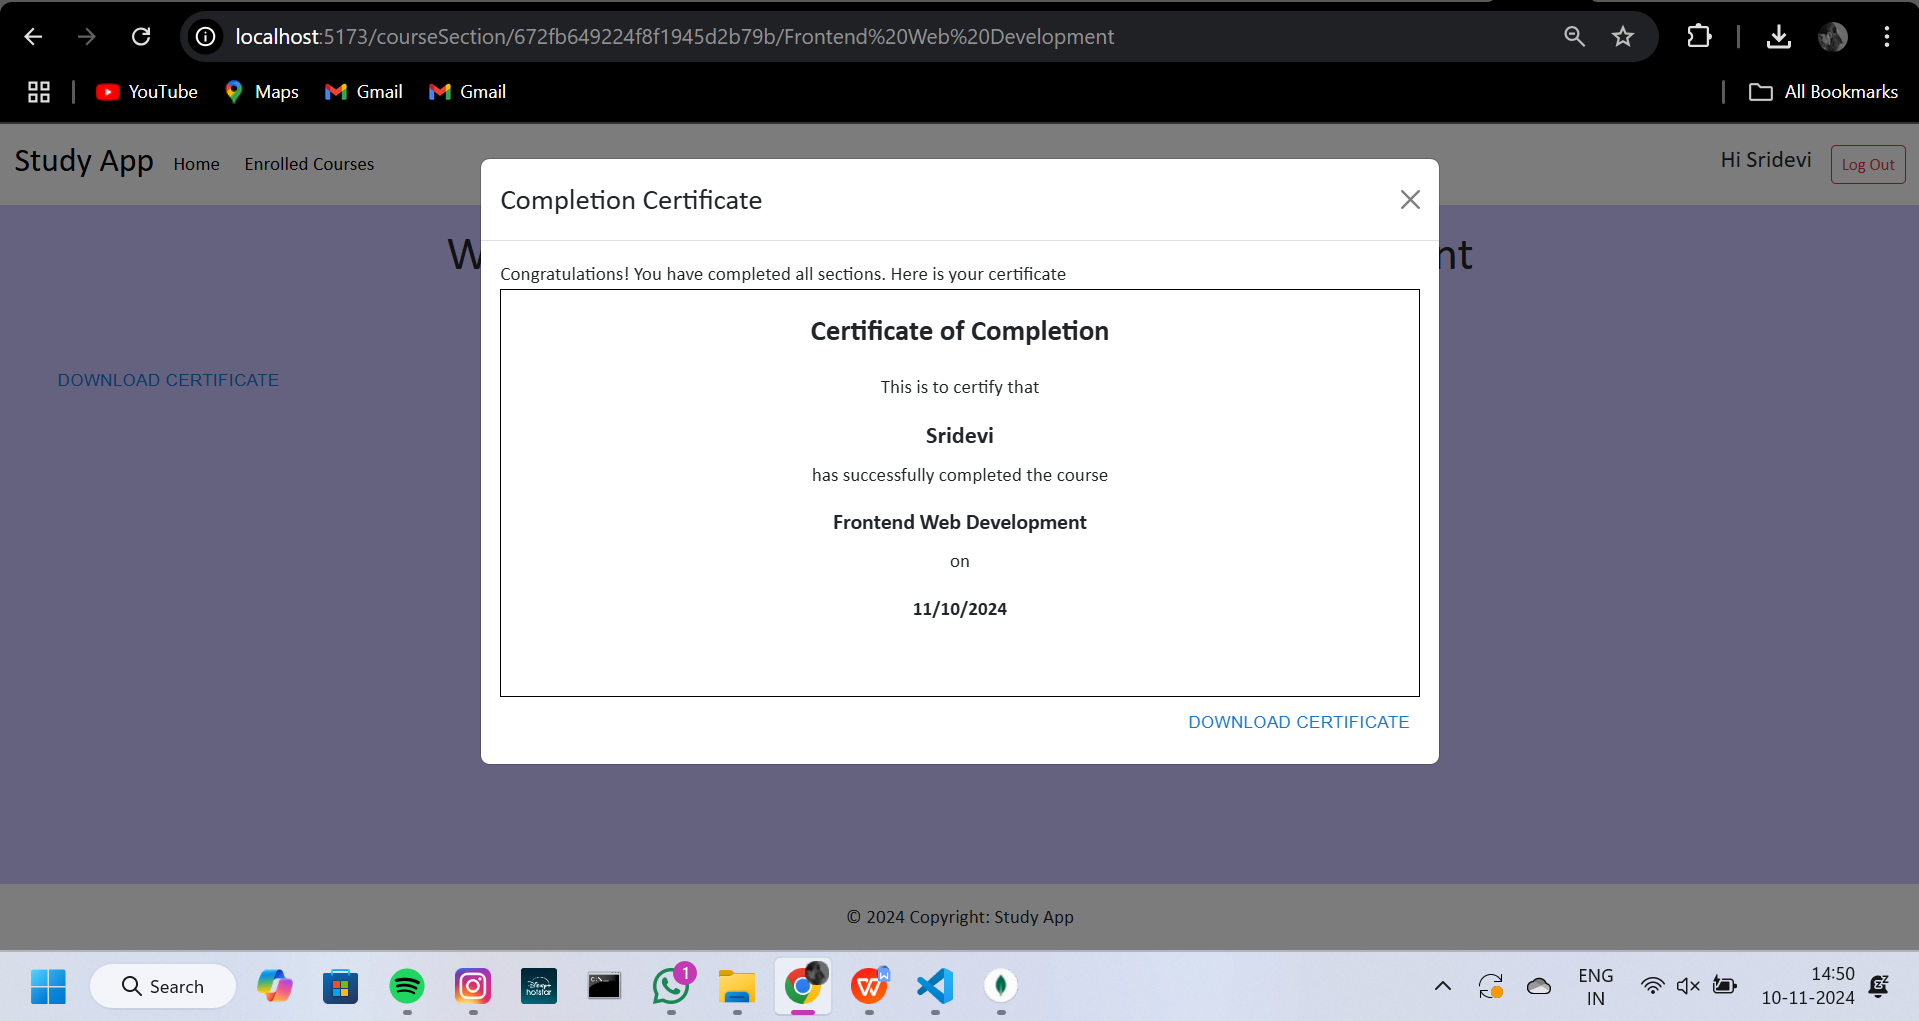 localhost:5173/courseSection/672fb649224f8f1945d2b79b/Frontend%20Web%20Development
YouTube Maps Gmail Gmail All Bookmarks
Study App Home Enrolled Courses Hi Sridevi Log Out
Completion Certificate
Congratulations! You have completed all sections. Here is your certificate
Certificate of Completion
This is to certify that
DOWNLOAD CERTIFICATE
Sridevi
has successfully completed the course
Frontend Web Development
on
11/10/2024
DOWNLOAD CERTIFICATE
© 2024 Copyright: Study App
Search 1 ENG 14:50
IN 10-11-2024